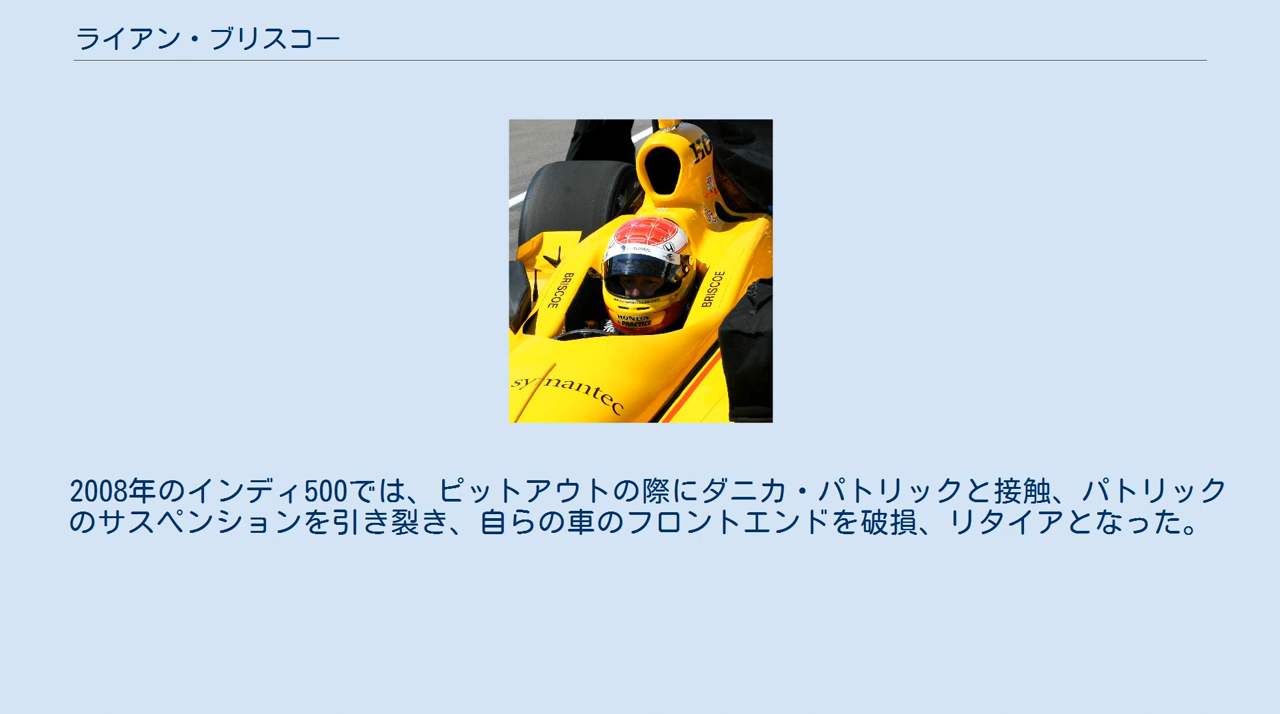 ライアン・ブリスコー
HO
BRISCOE
BRISCOE
HONDA
PRACTICE
symantec
2008年のインディ500では、ピットアウトの際にダニカ・パトリックと接触、パトリック
のサスペンションを引き裂き、自らの車のフロントエンドを破損、リタイアとなった。